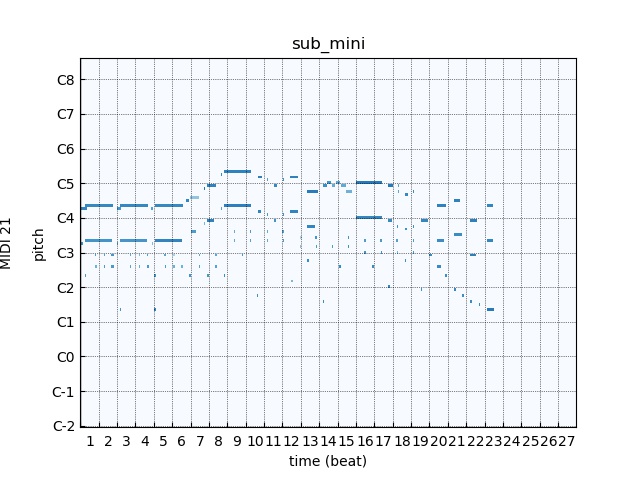 sub_mini
C8
C7
C6
C5
C4
C3
C2
C1
C0
C-1
C-2
MIDI 21
pitch
1 2 3 4 5 6 7 8 9 10 11 12 13 14 15 16 17 18 19 20 21 22 23 24 25 26 27
time (beat)